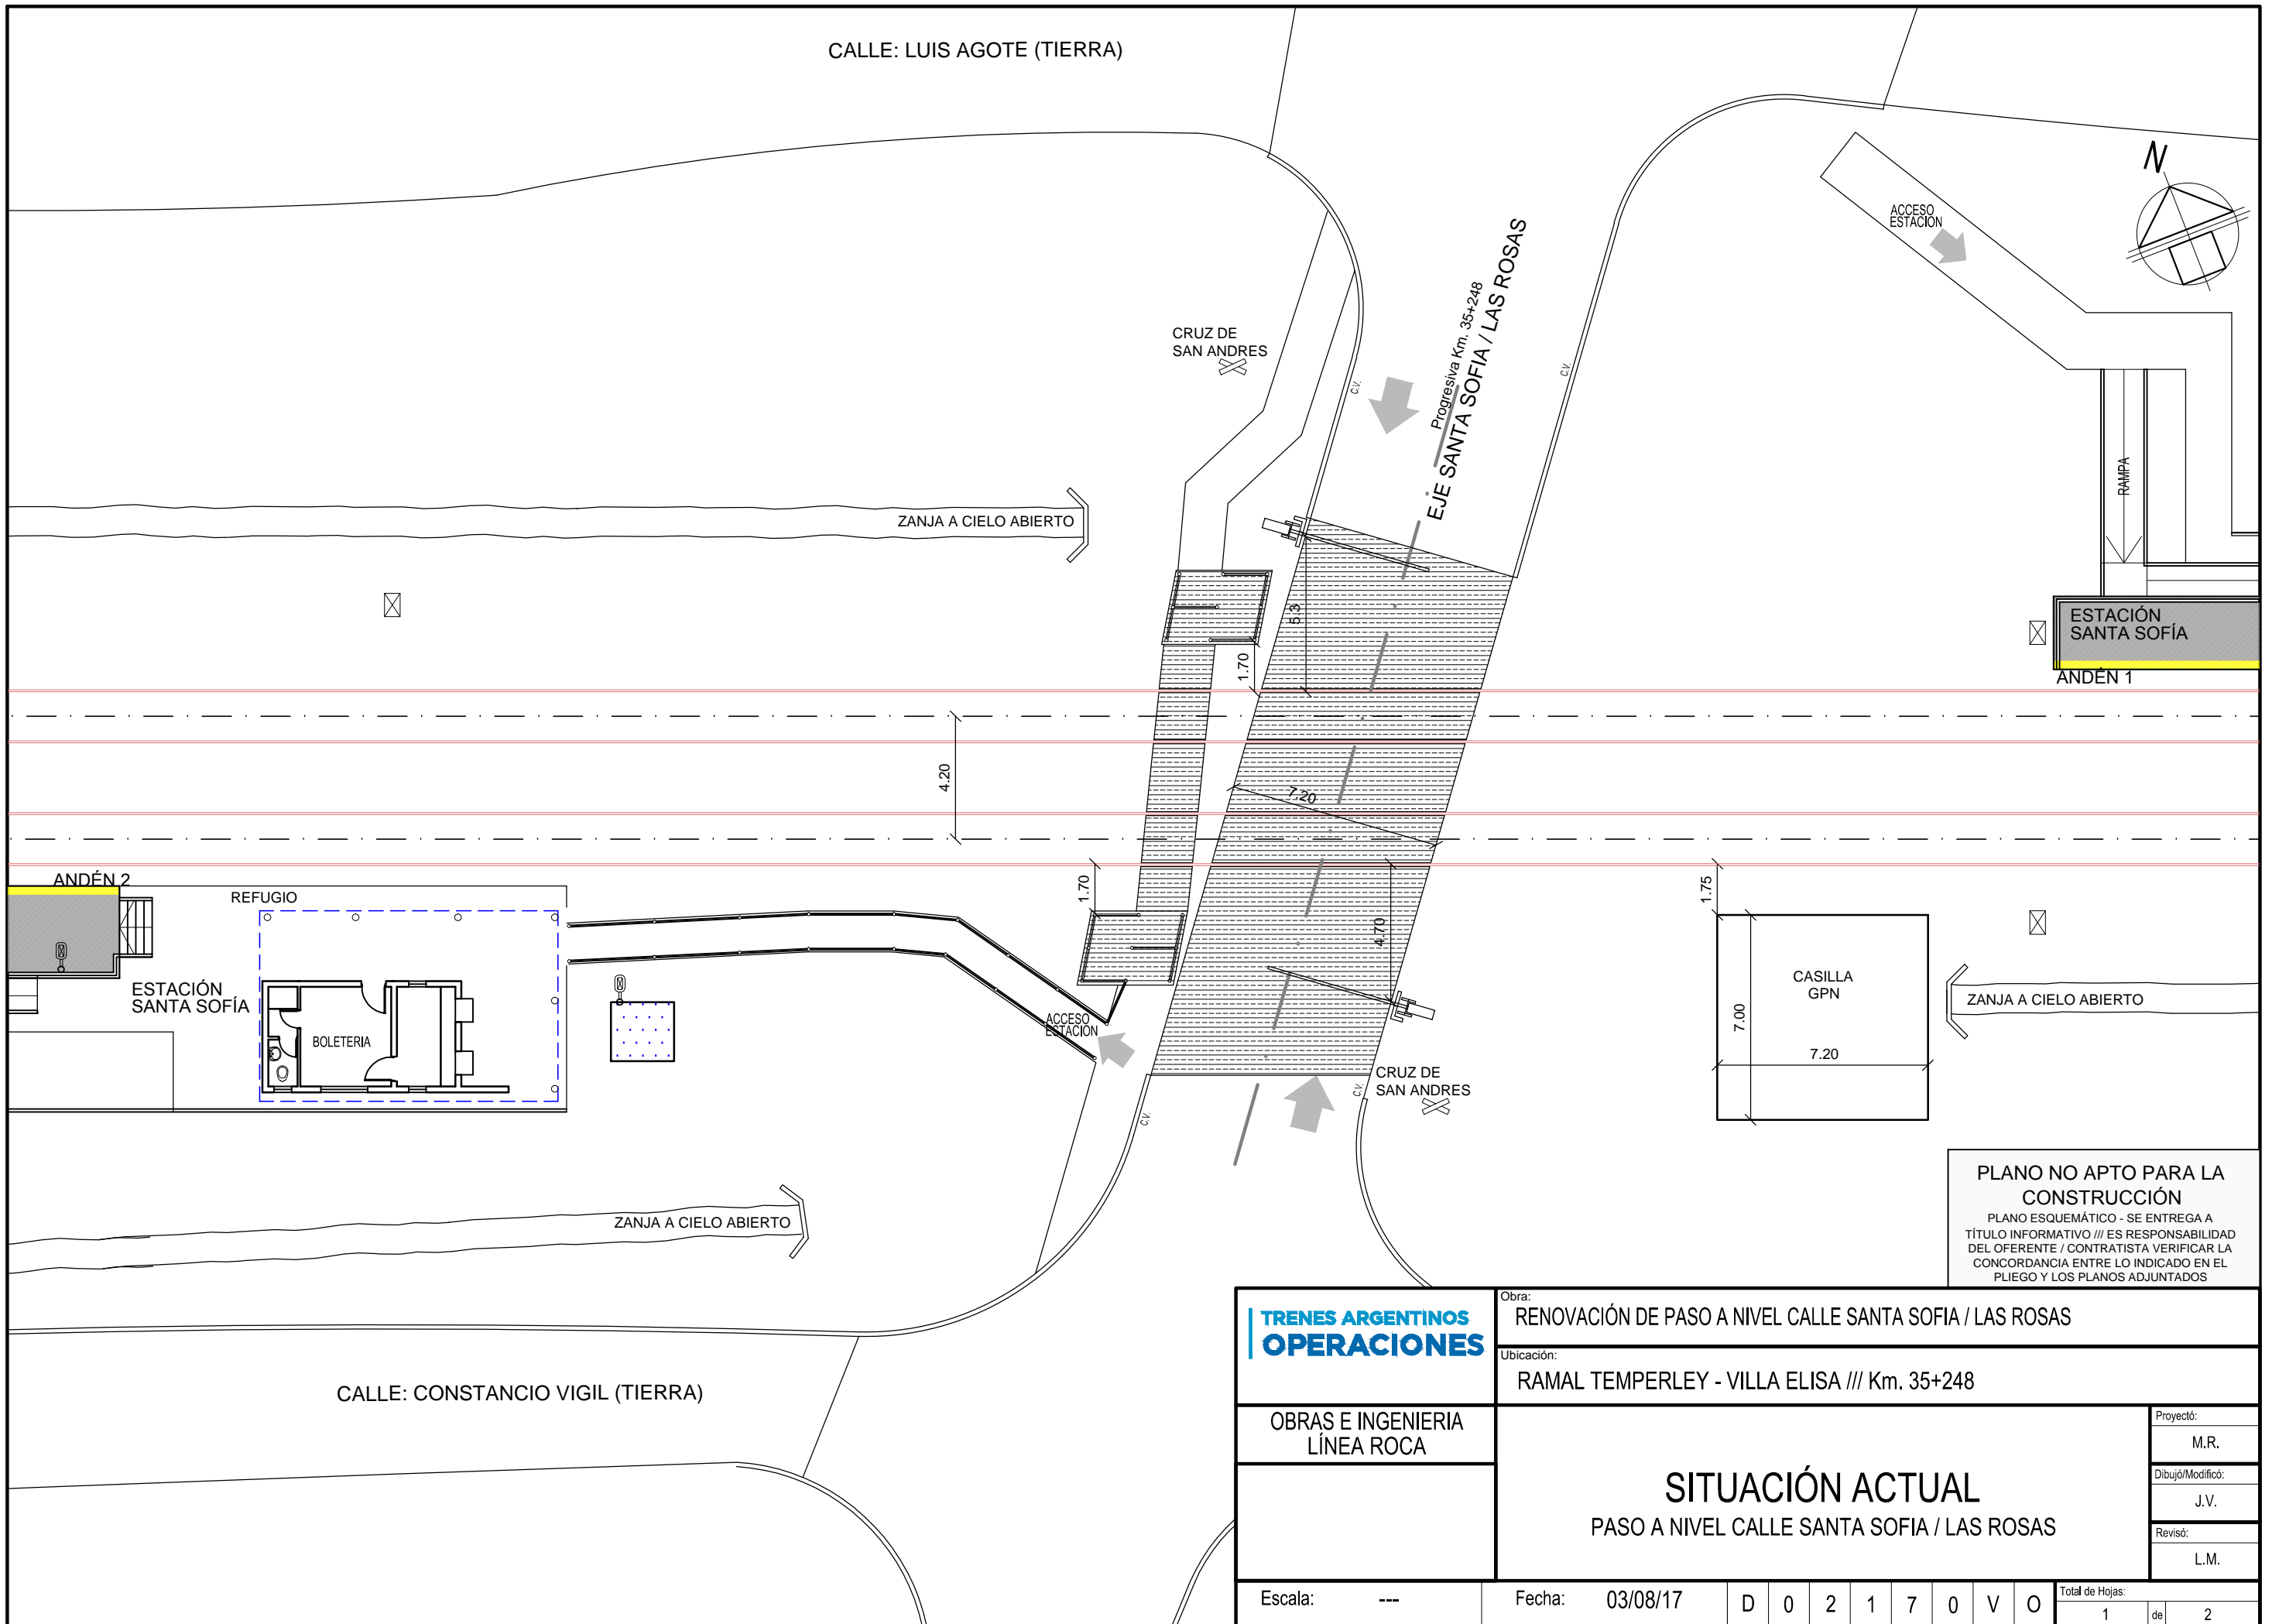 CALLE: LUIS AGOTE (TIERRA)
N
ACCESO
ESTACION
CRUZ DE
SAN ANDRES
Progresiva Km. 35+248
EJE SANTA SOFIA / LAS ROSAS
C.V.
C.V.
RAMPA
ZANJA A CIELO ABIERTO
5.3
1.70
ESTACIÓN
SANTA SOFÍA
ANDÉN 1
4.20
7.20
ANDÉN 2
REFUGIO
1.70
4.70
1.75
ESTACIÓN
SANTA SOFÍA
BOLETERIA
ACCESO
ESTACION
CASILLA
GPN
7.00
7.20
ZANJA A CIELO ABIERTO
CRUZ DE
SAN ANDRES
C.V.
C.V.
ZANJA A CIELO ABIERTO
PLANO NO APTO PARA LA
CONSTRUCCIÓN
PLANO ESQUEMÁTICO - SE ENTREGA A
TÍTULO INFORMATIVO /// ES RESPONSABILIDAD
DEL OFERENTE / CONTRATISTA VERIFICAR LA
CONCORDANCIA ENTRE LO INDICADO EN EL
PLIEGO Y LOS PLANOS ADJUNTADOS
CALLE: CONSTANCIO VIGIL (TIERRA)
TRENES ARGENTINOS
OPERACIONES
Obra:
RENOVACIÓN DE PASO A NIVEL CALLE SANTA SOFIA / LAS ROSAS
Ubicación:
RAMAL TEMPERLEY - VILLA ELISA /// Km. 35+248
OBRAS E INGENIERIA
LÍNEA ROCA
SITUACIÓN ACTUAL
PASO A NIVEL CALLE SANTA SOFIA / LAS ROSAS
Proyectó:
M.R.
Dibujó/Modificó:
J.V.
Revisó:
L.M.
Escala: ---
Fecha: 03/08/17
D 0 2 1 7 0 V O
Total de Hojas:
1 de 2